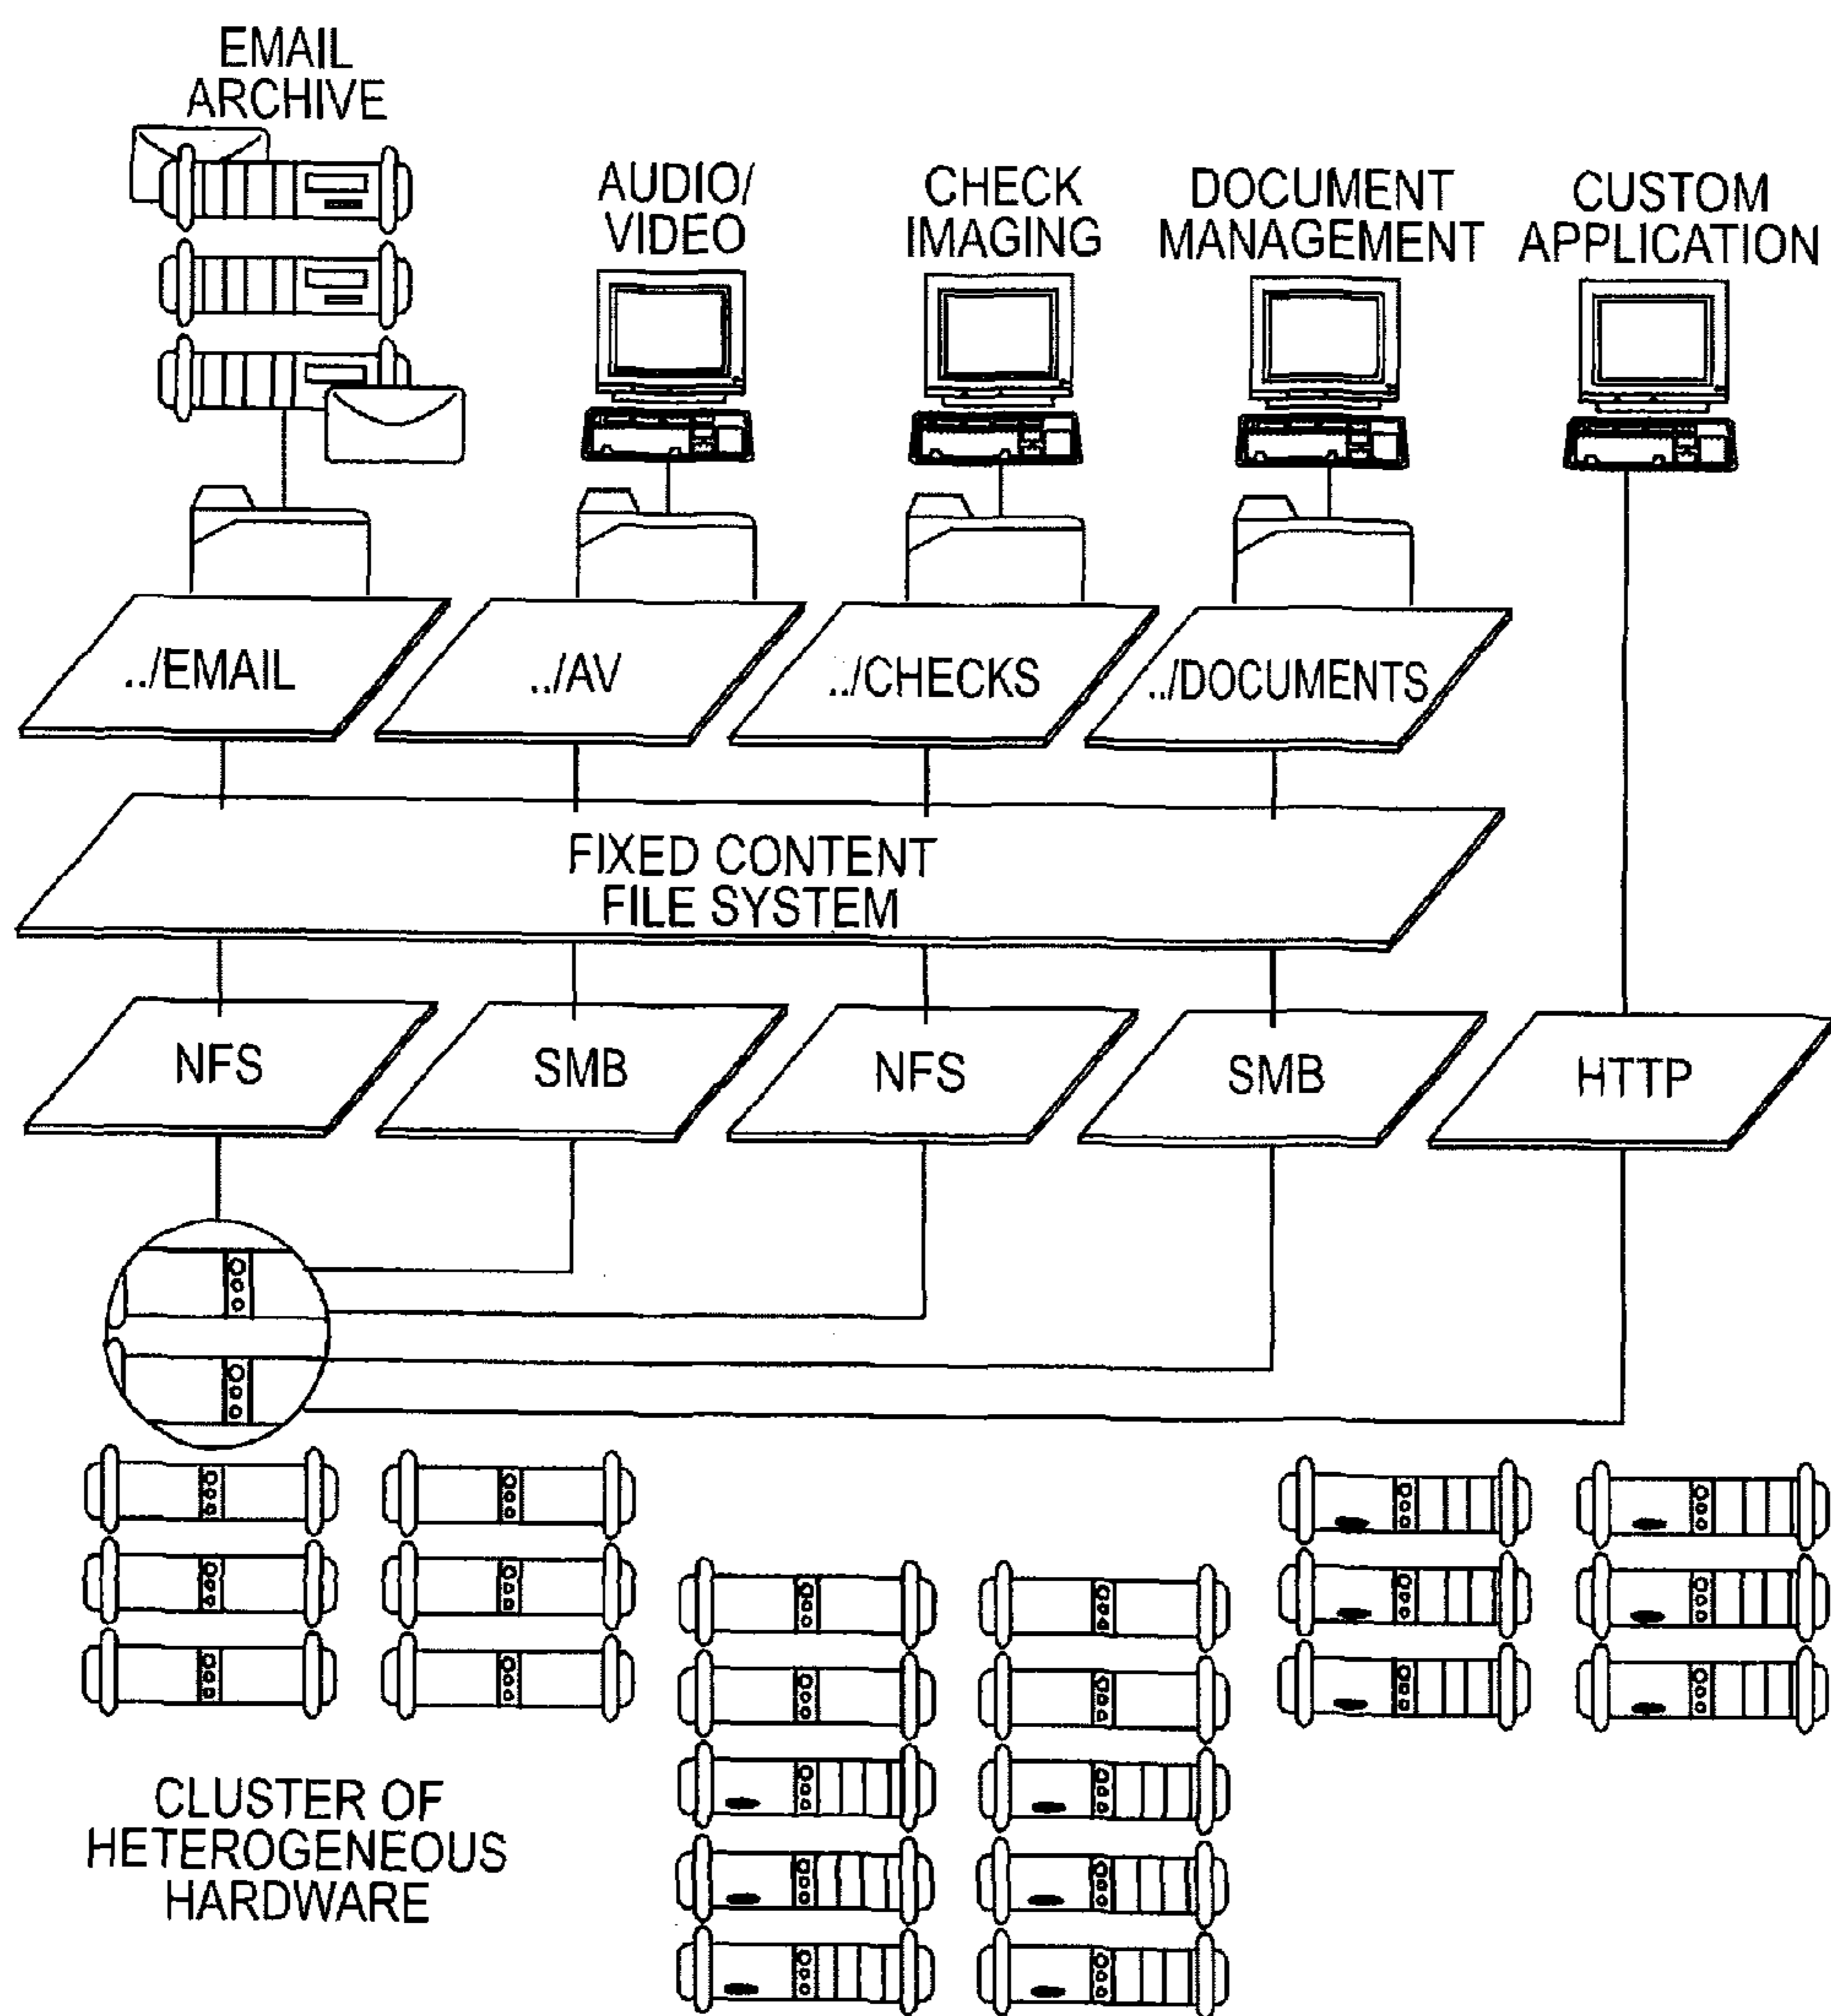 EMAIL
ARCHIVE
AUDIO/
VIDEO
CHECK
IMAGING
DOCUMENT
MANAGEMENT
CUSTOM
APPLICATION
../EMAIL
../AV
../CHECKS
../DOCUMENTS
FIXED CONTENT
FILE SYSTEM
NFS
SMB
NFS
SMB
HTTP
CLUSTER OF
HETEROGENEOUS
HARDWARE